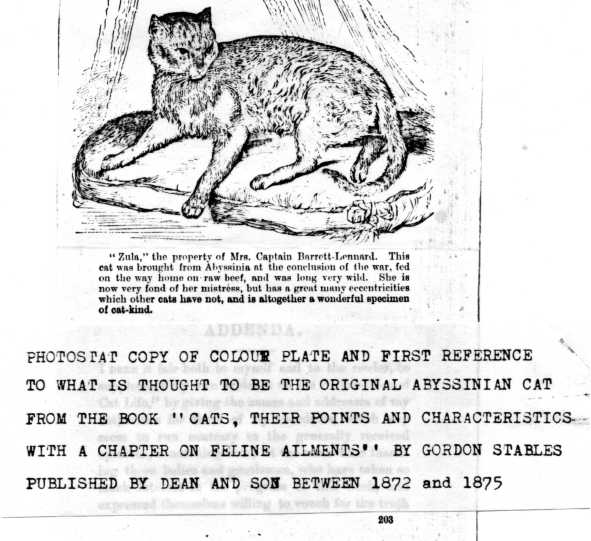 " Zula," the property of Mrs. Captain Barrett-Lennard. This
cat was brought from Abyssinia at the conclusion of the war, fed
on the way home on raw beef, and was long very wild. She is
now very fond of her mistress, but has a great many eccentricities
which other cats have not, and is altogether a wonderful specimen
of cat-kind.
ADDENDA.
PHOTOSTAT COPY OF COLOUR PLATE AND FIRST REFERENCE
TO WHAT IS THOUGHT TO BE THE ORIGINAL ABYSSINIAN CAT
FROM THE BOOK "CATS, THEIR POINTS AND CHARACTERISTICS
WITH A CHAPTER ON FELINE AILMENTS" BY GORDON STABLES
PUBLISHED BY DEAN AND SON BETWEEN 1872 and 1875
203